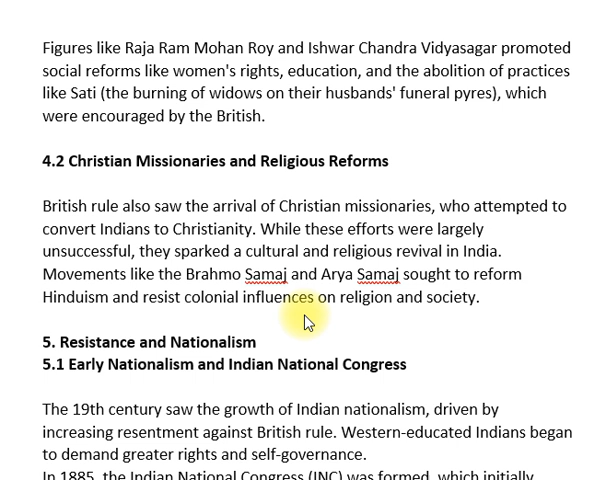 Figures like Raja Ram Mohan Roy and Ishwar Chandra Vidyasagar promoted
social reforms like women's rights, education, and the abolition of practices
like Sati (the burning of widows on their husbands' funeral pyres), which
were encouraged by the British.
4.2 Christian Missionaries and Religious Reforms
British rule also saw the arrival of Christian missionaries, who attempted to
convert Indians to Christianity. While these efforts were largely
unsuccessful, they sparked a cultural and religious revival in India.
Movements like the Brahmo Samaj and Arya Samaj sought to reform
Hinduism and resist colonial influences on religion and society.
5. Resistance and Nationalism
5.1 Early Nationalism and Indian National Congress
The 19th century saw the growth of Indian nationalism, driven by
increasing resentment against British rule. Western-educated Indians began
to demand greater rights and self-governance.
In 1885, the Indian National Congress (INC) was formed, which initially